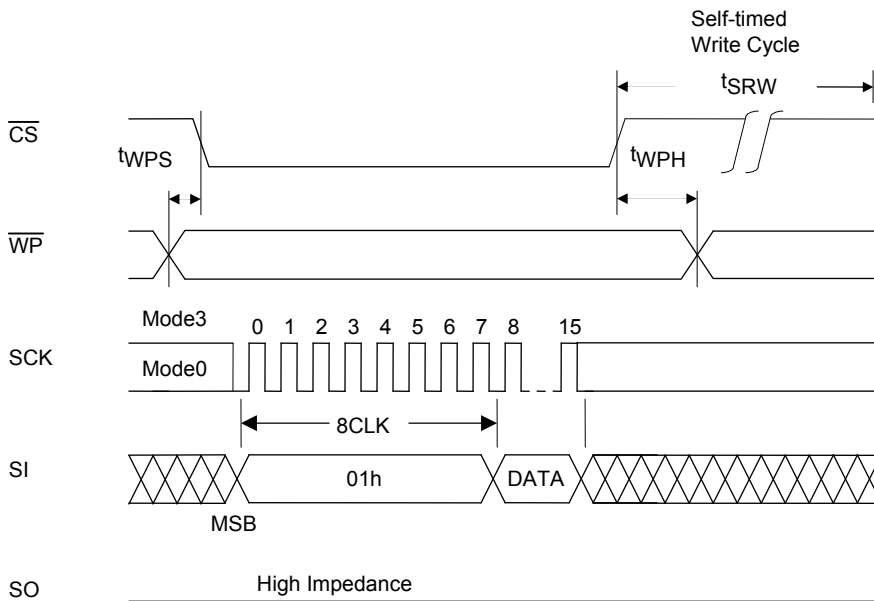 Self-timed
Write Cycle
tSRW
CS
tWPS
tWPH
WP
Mode3
0 1 2 3 4 5 6 7 8 15
SCK
Mode0
8CLK
SI
01h
DATA
MSB
SO
High Impedance